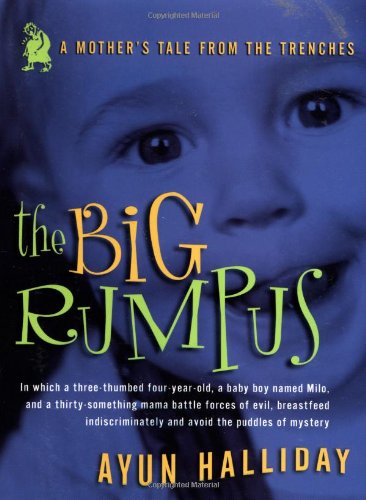 A MOTHER'S TALE FROM THE TRENCHES
the BiG
RUMPUS
In which a three-thumbed four-year-old, a baby boy named Milo,
and a thirty-something mama battle forces of evil, breastfeed
indiscriminately and avoid the puddles of mystery
AYUN HALLIDAY